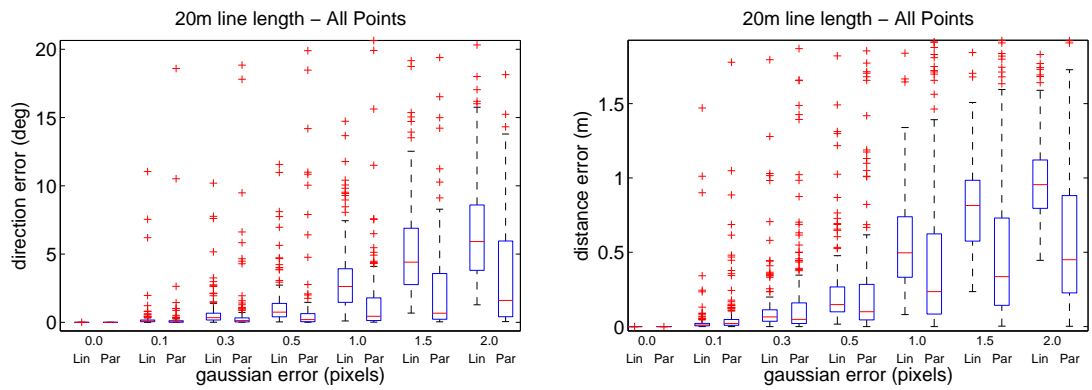 20m line length – All Points
direction error (deg)
20
15
10
5
0
0.0 0.1 0.3 0.5 1.0 1.5 2.0
Lin Par Lin Par Lin Par Lin Par Lin Par Lin Par Lin Par
gaussian error (pixels)
20m line length – All Points
distance error (m)
1.5
1
0.5
0
0.0 0.1 0.3 0.5 1.0 1.5 2.0
Lin Par Lin Par Lin Par Lin Par Lin Par Lin Par Lin Par
gaussian error (pixels)